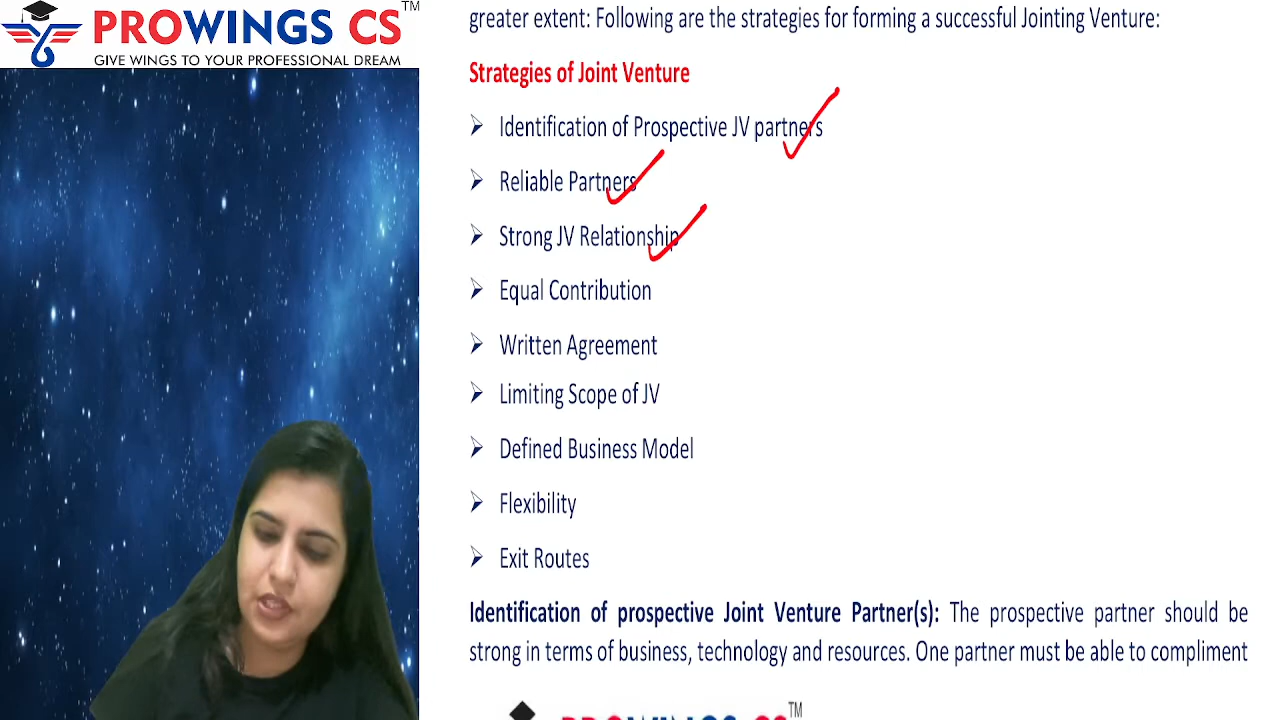 PROWINGS CS™
GIVE WINGS TO YOUR PROFESSIONAL DREAM
greater extent: Following are the strategies for forming a successful Jointing Venture:
Strategies of Joint Venture
➢ Identification of Prospective JV partners
➢ Reliable Partners
➢ Strong JV Relationship
➢ Equal Contribution
➢ Written Agreement
➢ Limiting Scope of JV
➢ Defined Business Model
➢ Flexibility
➢ Exit Routes
Identification of prospective Joint Venture Partner(s): The prospective partner should be
strong in terms of business, technology and resources. One partner must be able to compliment
PROWINGS CS™